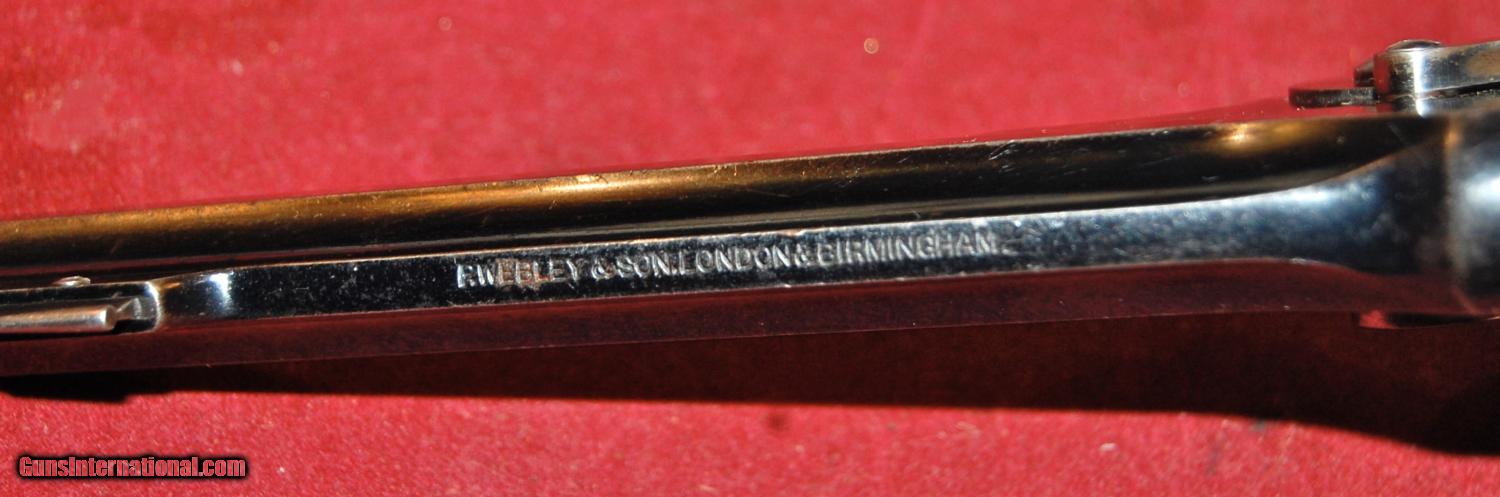 P.WEBLEY & SON.LONDON & BIRMINGHAM.
GunsInternational.com